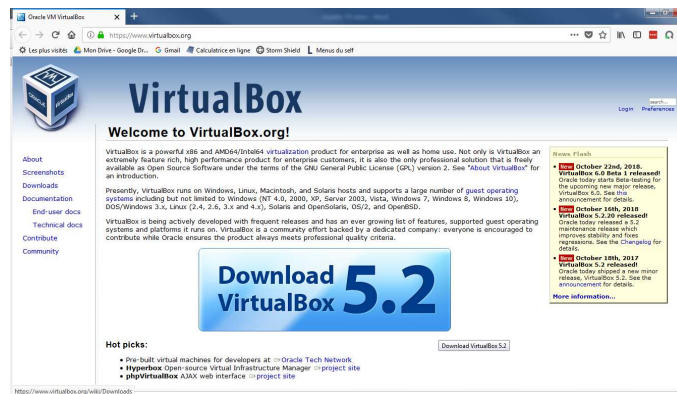 Oracle VM VirtualBox
https://www.virtualbox.org
Les plus visités Mon Drive - Google Dr... Gmail Calculatrice en ligne Storm Shield Menus du self
VirtualBox
search...
Login Preferences
Welcome to VirtualBox.org!
About
Screenshots
Downloads
Documentation
End-user docs
Technical docs
Contribute
Community
VirtualBox is a powerful x86 and AMD64/Intel64 virtualization product for enterprise as well as home use. Not only is VirtualBox an
extremely feature rich, high performance product for enterprise customers, it is also the only professional solution that is freely
available as Open Source Software under the terms of the GNU General Public License (GPL) version 2. See "About VirtualBox" for
an introduction.
Presently, VirtualBox runs on Windows, Linux, Macintosh, and Solaris hosts and supports a large number of guest operating
systems including but not limited to Windows (NT 4.0, 2000, XP, Server 2003, Vista, Windows 7, Windows 8, Windows 10),
DOS/Windows 3.x, Linux (2.4, 2.6, 3.x and 4.x), Solaris and OpenSolaris, OS/2, and OpenBSD.
VirtualBox is being actively developed with frequent releases and has an ever growing list of features, supported guest operating
systems and platforms it runs on. VirtualBox is a community effort backed by a dedicated company: everyone is encouraged to
contribute while Oracle ensures the product always meets professional quality criteria.
Download
VirtualBox 5.2
Hot picks:
Download VirtualBox 5.2
• Pre-built virtual machines for developers at Oracle Tech Network
• Hyperbox Open-source Virtual Infrastructure Manager project site
• phpVirtualBox AJAX web interface project site
News Flash
• New October 22nd, 2018.
VirtualBox 6.0 Beta 1 released!
Oracle today starts Beta-testing for
the upcoming new major release,
VirtualBox 6.0. See this
announcement for details.
• New October 16th, 2018
VirtualBox 5.2.20 released!
Oracle today released a 5.2
maintenance release which
improves stability and fixes
regressions. See the Changelog for
details.
• New October 18th, 2017
VirtualBox 5.2 released!
Oracle today shipped a new minor
release, VirtualBox 5.2. See the
announcement for details.
More information...
https://www.virtualbox.org/wiki/Downloads